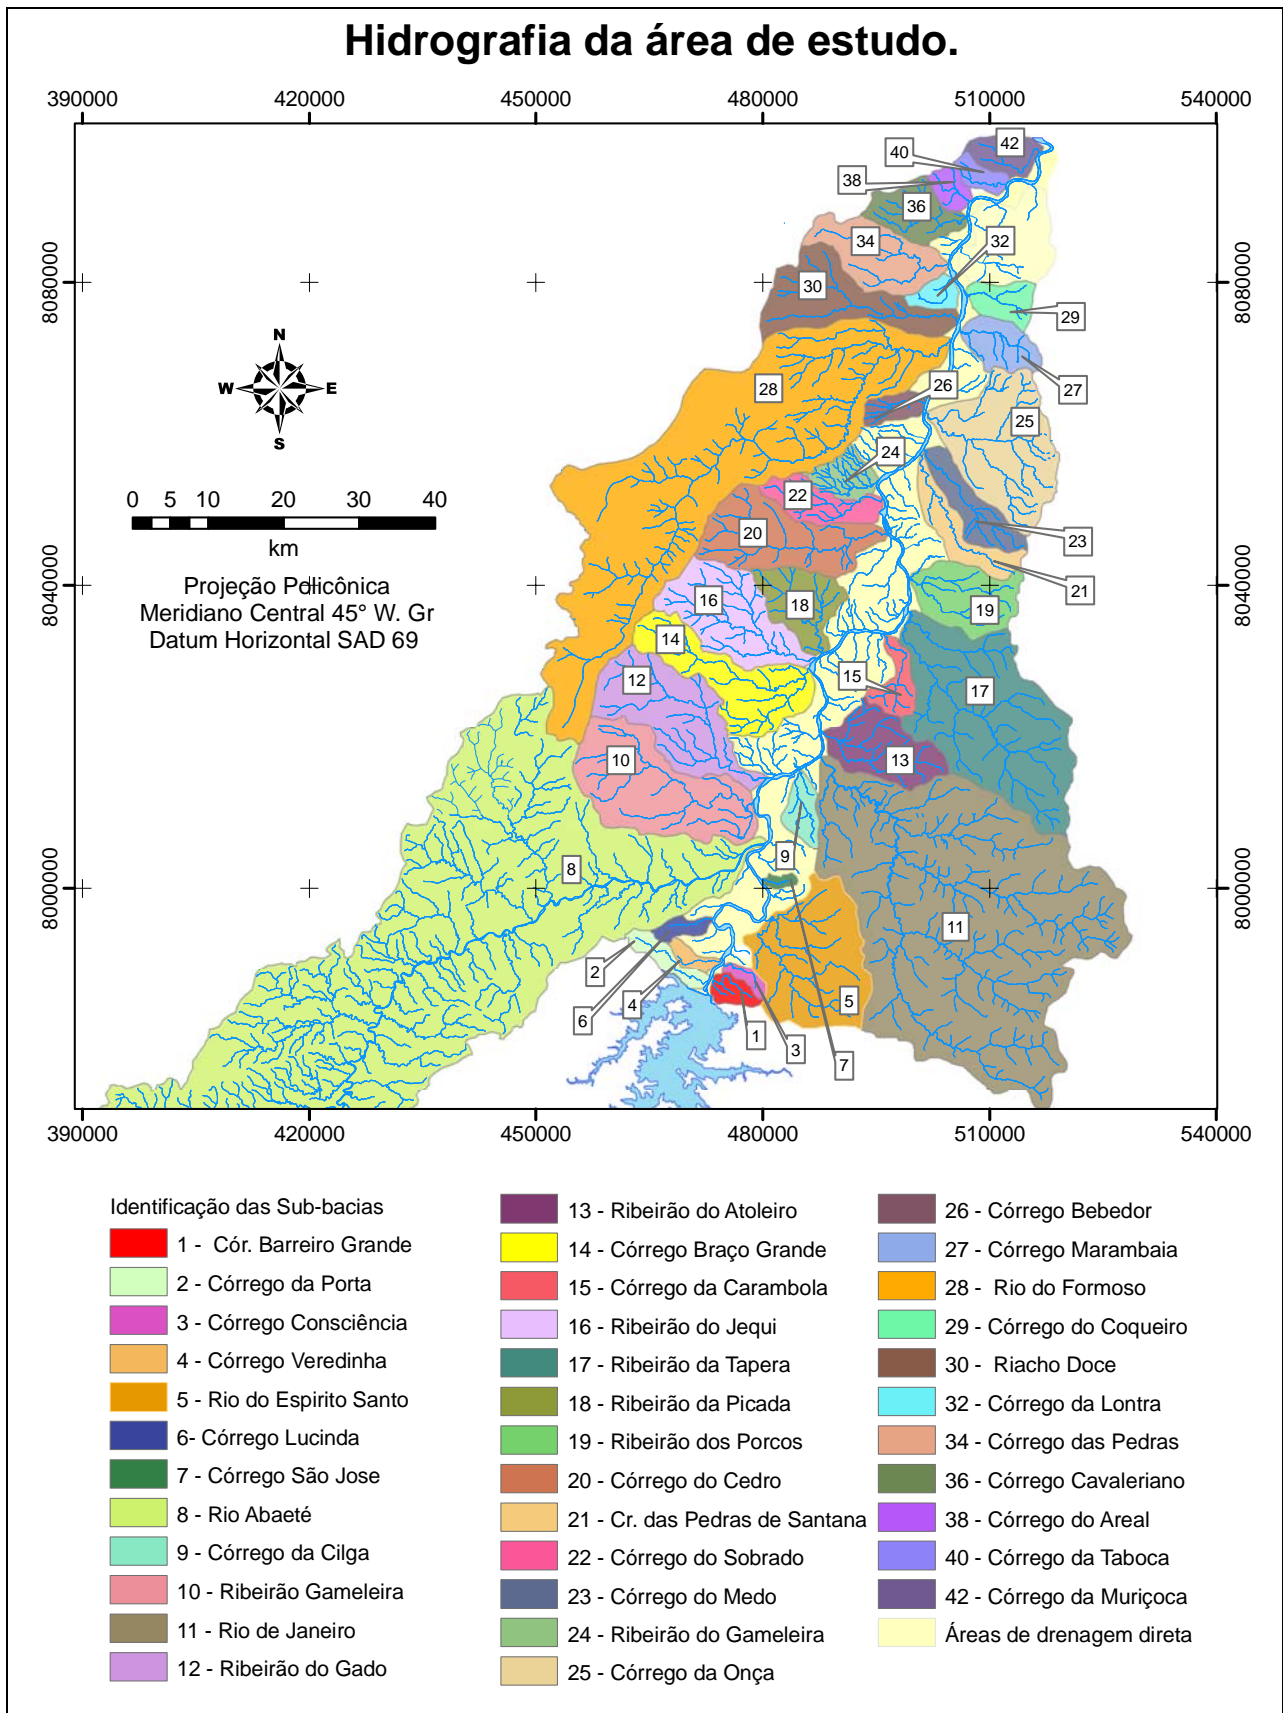 Hidrografia da área de estudo.
390000
420000
450000
480000
510000
540000
42
40
38
36
34
32
8080000
8080000
30
29
N
W
E
S
28
27
26
25
24
22
0 5 10 20 30 40
km
20
23
Projeção Policônica
Meridiano Central 45° W. Gr
Datum Horizontal SAD 69
8040000
8040000
21
16
18
19
14
12
15
17
10
13
9
8
8000000
8000000
11
2
4
6
5
1
3
7
390000
420000
450000
480000
510000
540000
Identificação das Sub-bacias
1 - Cór. Barreiro Grande
2 - Córrego da Porta
3 - Córrego Consciência
4 - Córrego Veredinha
5 - Rio do Espirito Santo
6- Córrego Lucinda
7 - Córrego São Jose
8 - Rio Abaeté
9 - Córrego da Cilga
10 - Ribeirão Gameleira
11 - Rio de Janeiro
12 - Ribeirão do Gado
13 - Ribeirão do Atoleiro
14 - Córrego Braço Grande
15 - Córrego da Carambola
16 - Ribeirão do Jequi
17 - Ribeirão da Tapera
18 - Ribeirão da Picada
19 - Ribeirão dos Porcos
20 - Córrego do Cedro
21 - Cr. das Pedras de Santana
22 - Córrego do Sobrado
23 - Córrego do Medo
24 - Ribeirão do Gameleira
25 - Córrego da Onça
26 - Córrego Bebedor
27 - Córrego Marambaia
28 - Rio do Formoso
29 - Córrego do Coqueiro
30 - Riacho Doce
32 - Córrego da Lontra
34 - Córrego das Pedras
36 - Córrego Cavaleriano
38 - Córrego do Areal
40 - Córrego da Taboca
42 - Córrego da Muriçoca
Áreas de drenagem direta